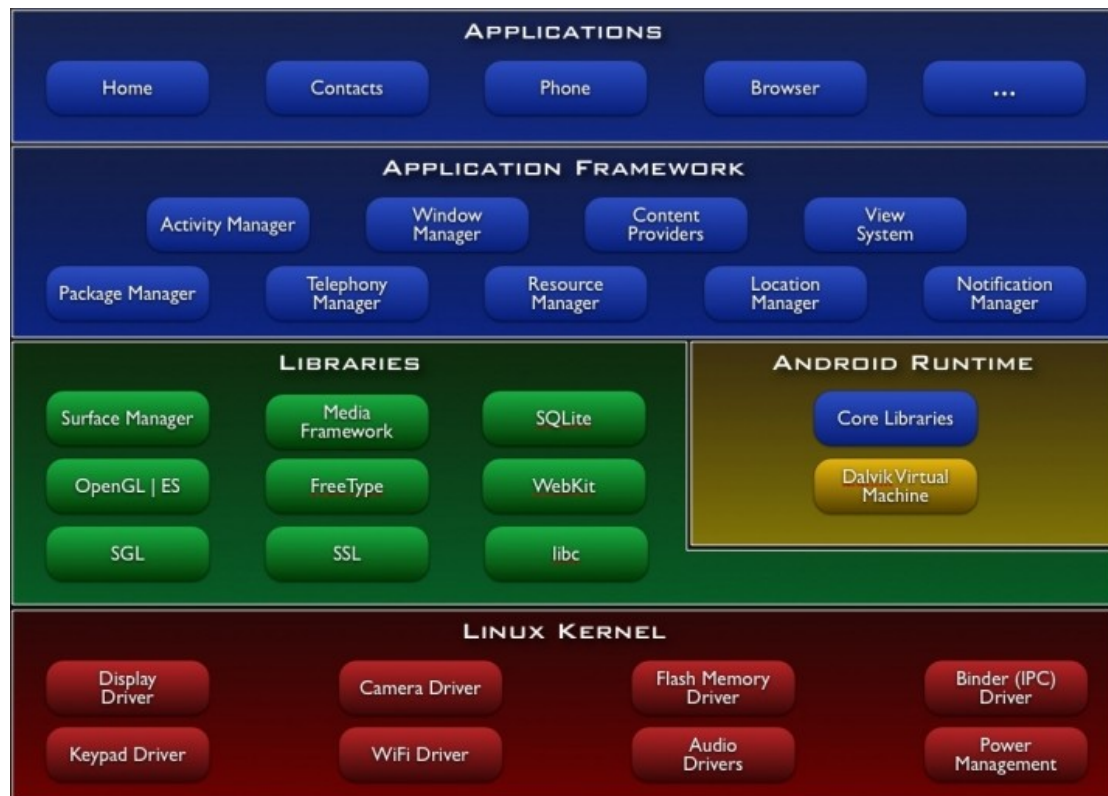 APPLICATIONS
Home
Contacts
Phone
Browser
...
APPLICATION FRAMEWORK
Activity Manager
Window
Manager
Content
Providers
View
System
Package Manager
Telephony
Manager
Resource
Manager
Location
Manager
Notification
Manager
LIBRARIES
Surface Manager
Media
Framework
SQLite
OpenGL | ES
FreeType
WebKit
SGL
SSL
libc
ANDROID RUNTIME
Core Libraries
Dalvik Virtual
Machine
LINUX KERNEL
Display
Driver
Camera Driver
Flash Memory
Driver
Binder (IPC)
Driver
Keypad Driver
WiFi Driver
Audio
Drivers
Power
Management